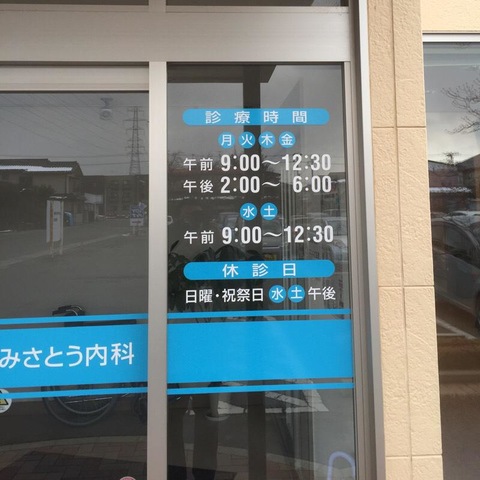 診療時間
月火木金
午前 9:00～12:30
午後 2:00～ 6:00
水土
午前 9:00～12:30
休診日
日曜・祝祭日 水土午後
みさとう内科